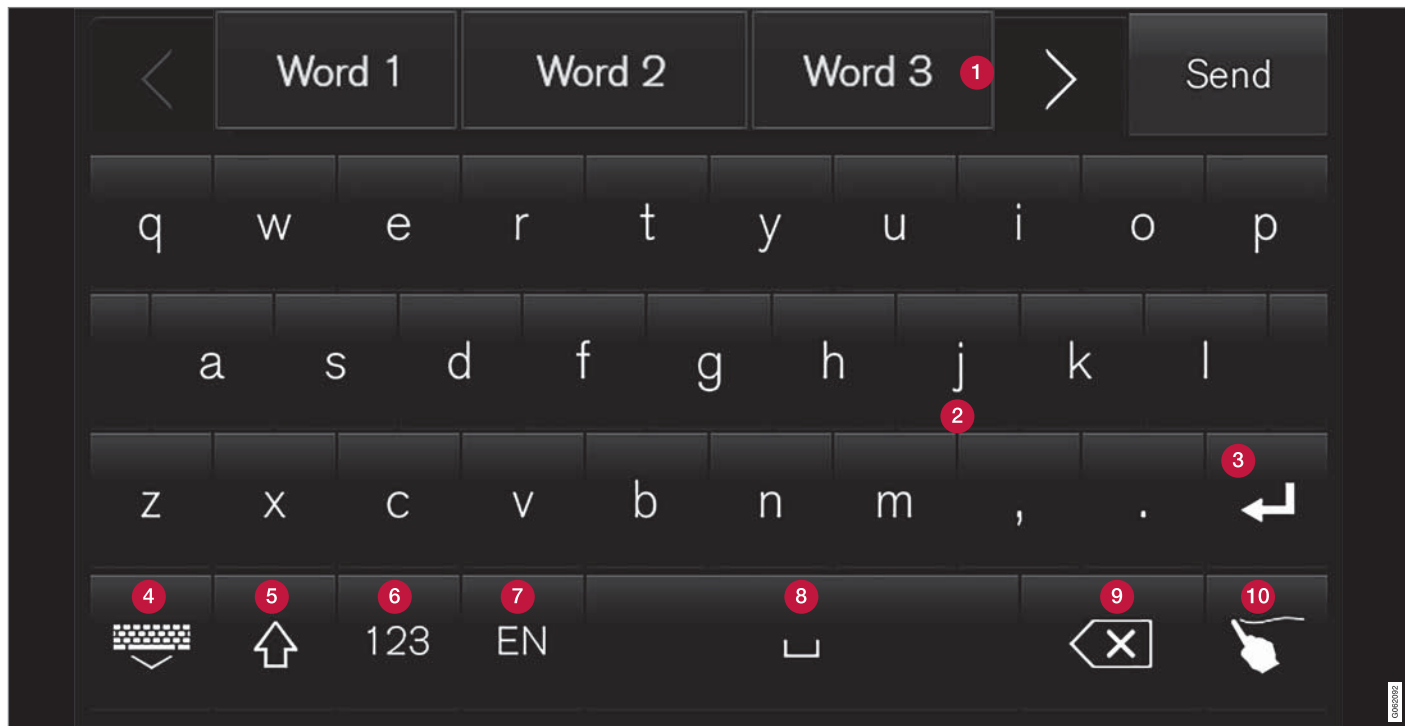 Word 1 Word 2 Word 3 1 Send
q w e r t y u i o p
a s d f g h j k l
2
3
z x c v b n m , .
4 5 6 7 8 9 10
123 EN
G062092